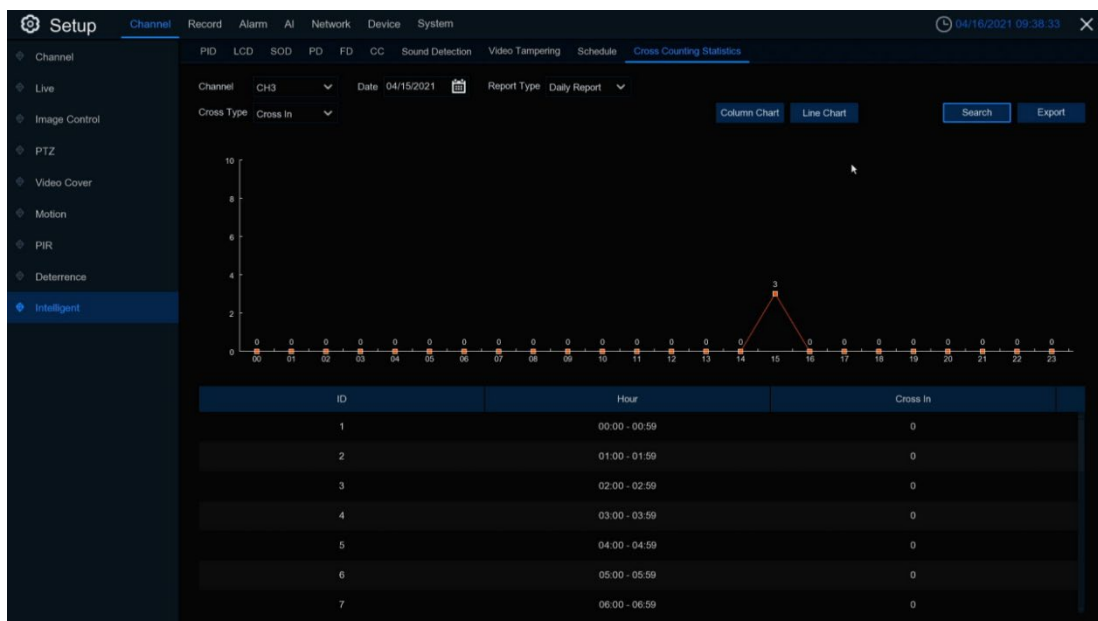 Setup Channel Record Alarm AI Network Device System 04/16/2021 09:38:33
PID LCD SOD PD FD CC Sound Detection Video Tampering Schedule Cross Counting Statistics
Channel
Live
Image Control
PTZ
Video Cover
Motion
PIR
Deterrence
Intelligent
Channel CH3 Date 04/15/2021 Report Type Daily Report
Cross Type Cross In Column Chart Line Chart Search Export
10
8
6
4
2
0
3
0 0 0 0 0 0 0 0 0 0 0 0 0 0 0 0 0 0 0 0 0 0 0
00 01 02 03 04 05 06 07 08 09 10 11 12 13 14 15 16 17 18 19 20 21 22 23
ID Hour Cross In
1 00:00 - 00:59 0
2 01:00 - 01:59 0
3 02:00 - 02:59 0
4 03:00 - 03:59 0
5 04:00 - 04:59 0
6 05:00 - 05:59 0
7 06:00 - 06:59 0